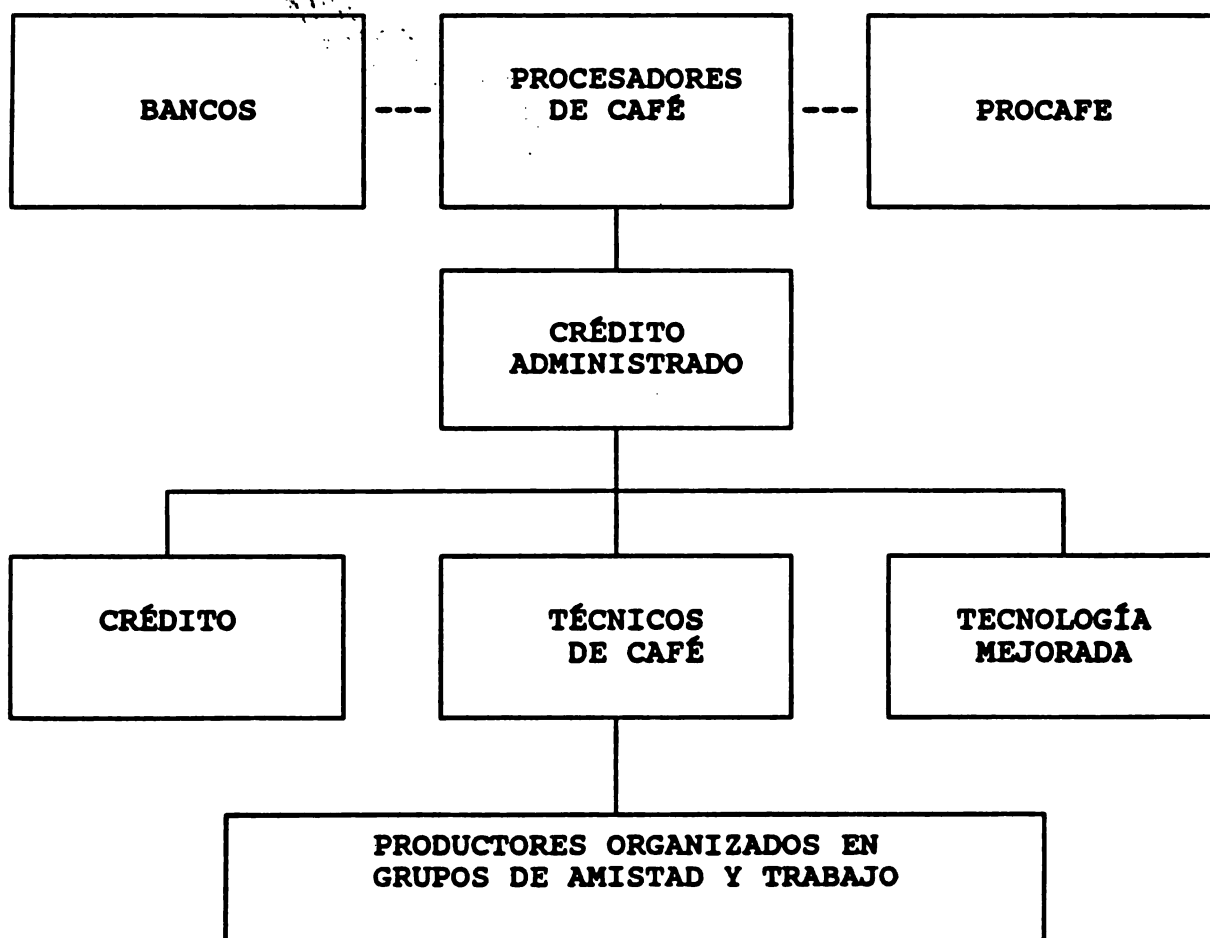 BANCOS
---
PROCESADORES
DE CAFÉ
---
PROCAFE
CRÉDITO
ADMINISTRADO
CRÉDITO
TÉCNICOS
DE CAFÉ
TECNOLOGÍA
MEJORADA
PRODUCTORES ORGANIZADOS EN
GRUPOS DE AMISTAD Y TRABAJO